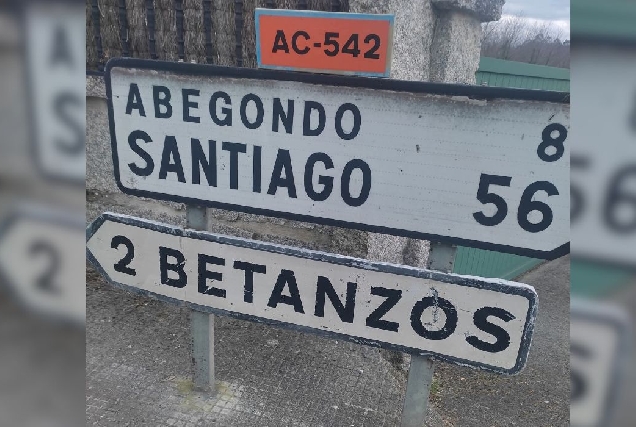 AC-542
ABEGONDO 8
SANTIAGO 56
2 BETANZOS